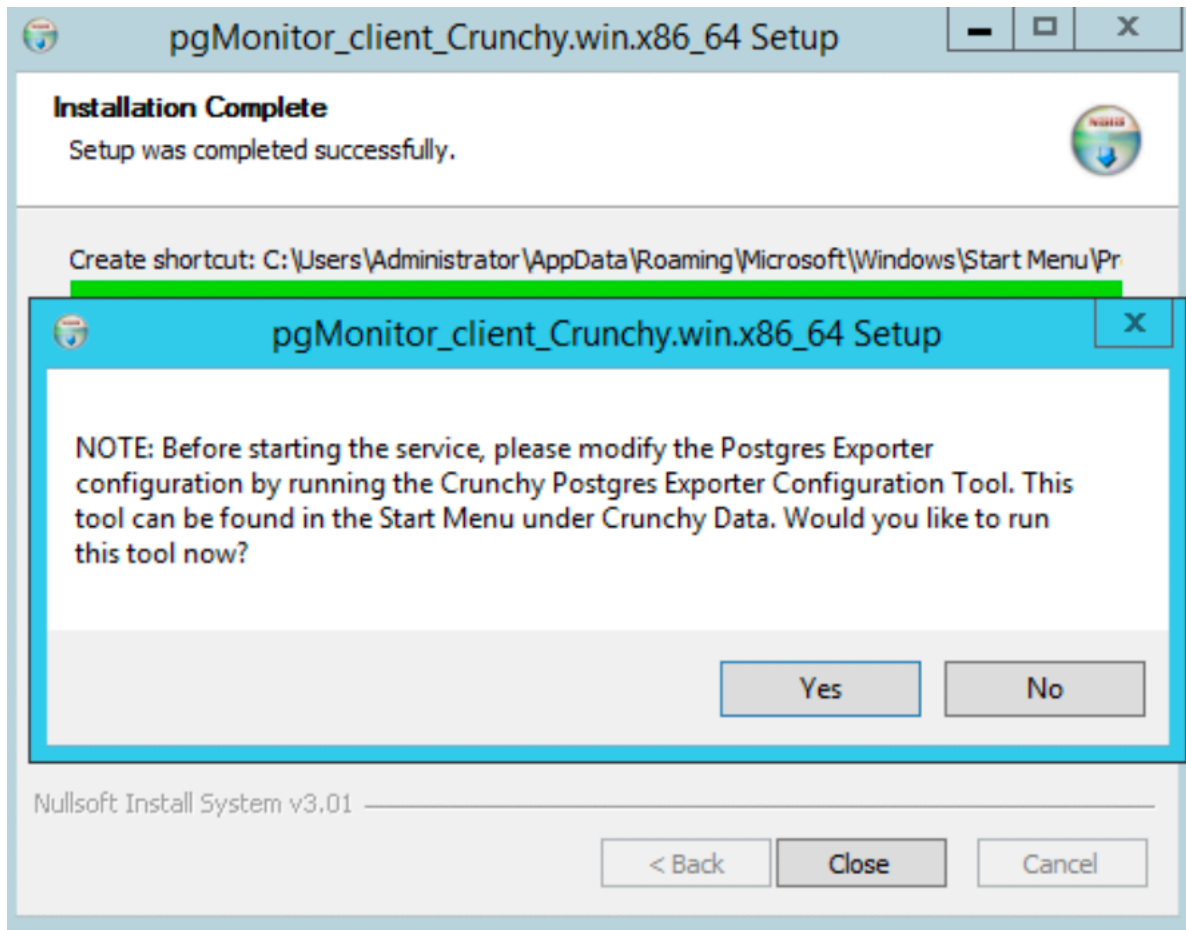 pgMonitor_client_Crunchy.win.x86_64 Setup
Installation Complete
Setup was completed successfully.
Create shortcut: C:\Users\Administrator\AppData\Roaming\Microsoft\Windows\Start Menu\Pr
pgMonitor_client_Crunchy.win.x86_64 Setup
NOTE: Before starting the service, please modify the Postgres Exporter
configuration by running the Crunchy Postgres Exporter Configuration Tool. This
tool can be found in the Start Menu under Crunchy Data. Would you like to run
this tool now?
Yes
No
Nullsoft Install System v3.01
< Back
Close
Cancel